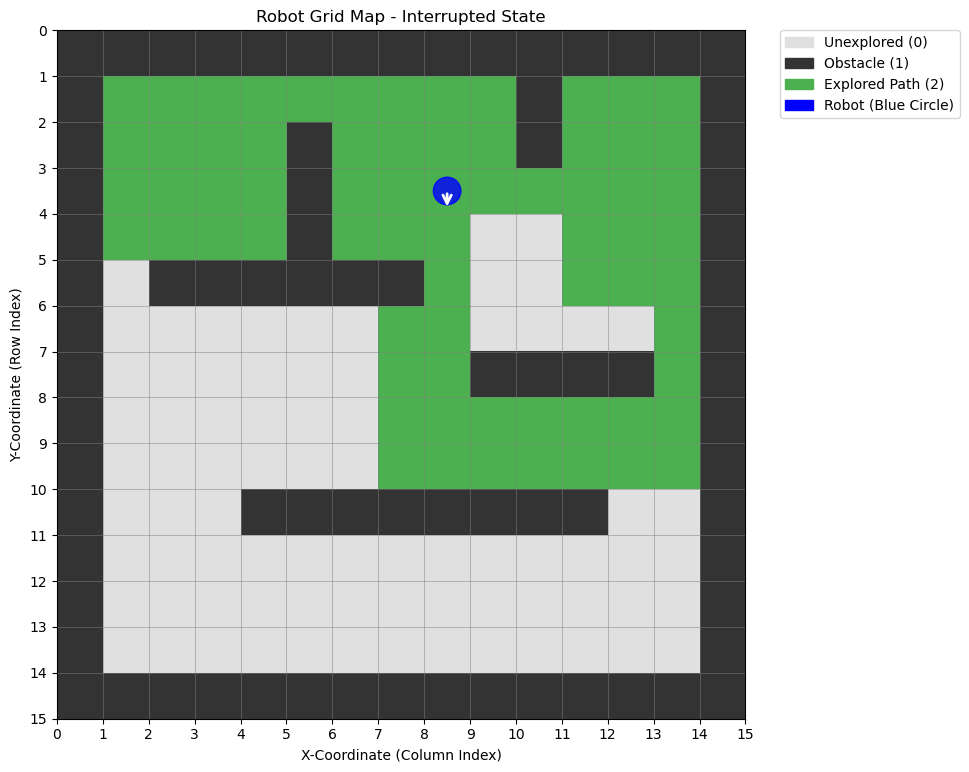 Robot Grid Map - Interrupted State
Unexplored (0)
Obstacle (1)
Explored Path (2)
Robot (Blue Circle)
Y-Coordinate (Row Index)
0
1
2
3
4
5
6
7
8
9
10
11
12
13
14
15
0 1 2 3 4 5 6 7 8 9 10 11 12 13 14 15
X-Coordinate (Column Index)